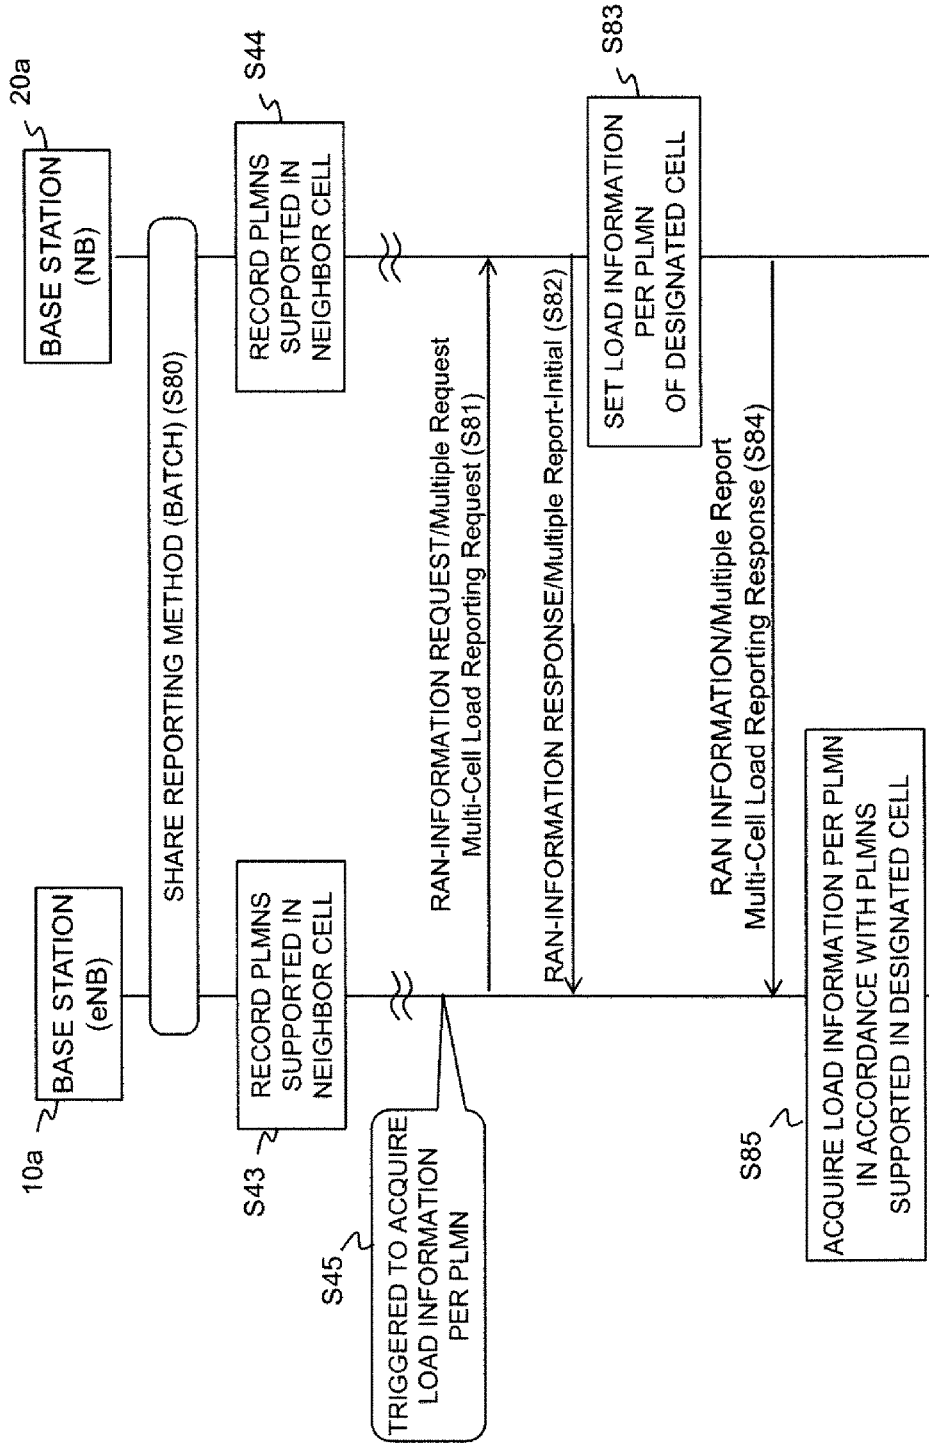 10a
BASE STATION
(eNB)
20a
BASE STATION
(NB)
SHARE REPORTING METHOD (BATCH) (S80)
S43
RECORD PLMNS
SUPPORTED IN
NEIGHBOR CELL
S44
RECORD PLMNS
SUPPORTED IN
NEIGHBOR CELL
S45
TRIGGERED TO ACQUIRE
LOAD INFORMATION
PER PLMN
RAN-INFORMATION REQUEST/Multiple Request
Multi-Cell Load Reporting Request (S81)
RAN-INFORMATION RESPONSE/Multiple Report-Initial (S82)
S83
SET LOAD INFORMATION
PER PLMN
OF DESIGNATED CELL
RAN INFORMATION/Multiple Report
Multi-Cell Load Reporting Response (S84)
S85
ACQUIRE LOAD INFORMATION PER PLMN
IN ACCORDANCE WITH PLMNS
SUPPORTED IN DESIGNATED CELL